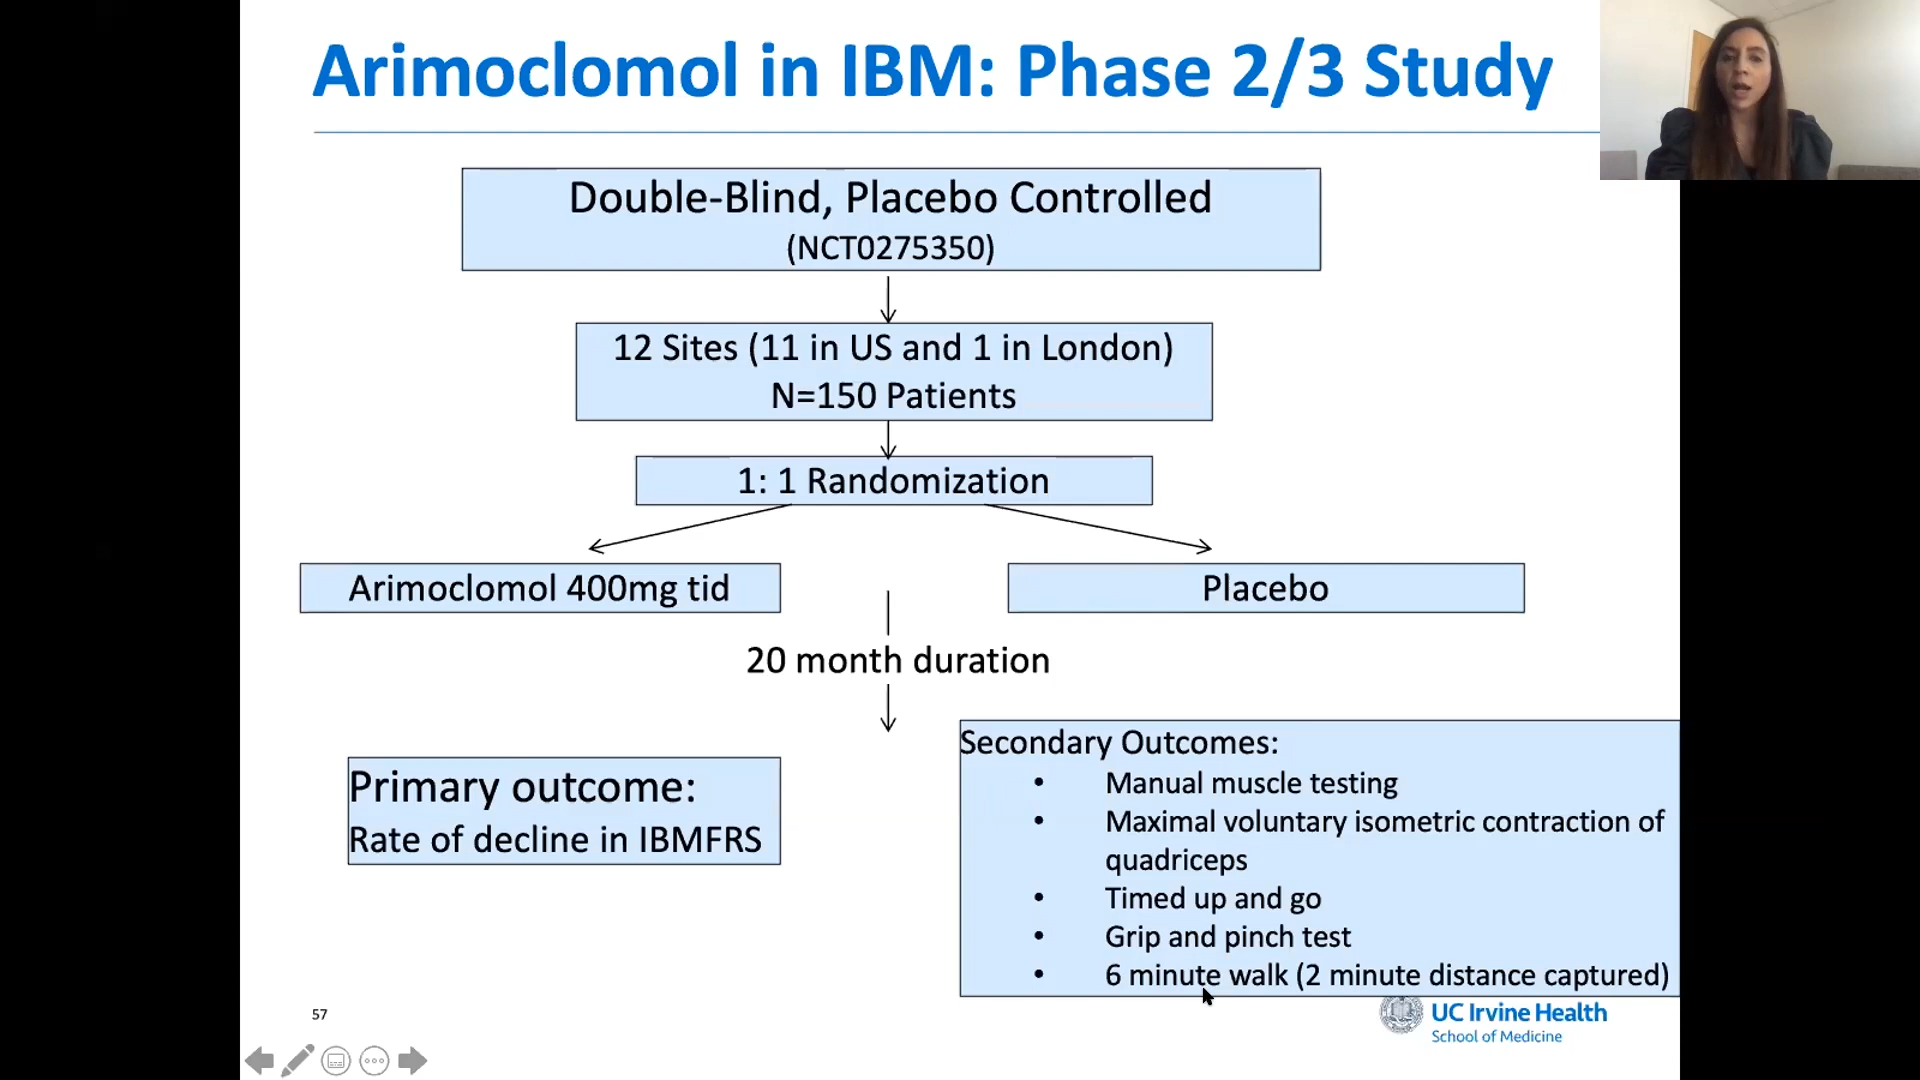 Arimoclomol in IBM: Phase 2/3 Study
Double-Blind, Placebo Controlled
(NCT0275350)
12 Sites (11 in US and 1 in London)
N=150 Patients
1: 1 Randomization
Arimoclomol 400mg tid
Placebo
20 month duration
Primary outcome:
Rate of decline in IBMFRS
Secondary Outcomes:
• Manual muscle testing
• Maximal voluntary isometric contraction of
quadriceps
• Timed up and go
• Grip and pinch test
• 6 minute walk (2 minute distance captured)
57
UC Irvine Health
School of Medicine